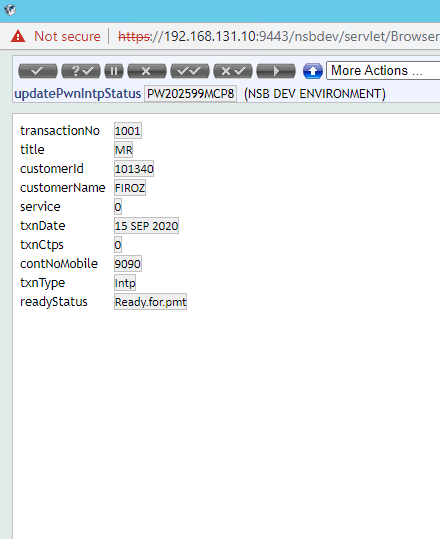 Not secure https://192.168.131.10:9443/nsbdev/servlet/Browser
More Actions ...
updatePwnIntpStatus PW202599MCP8 (NSB DEV ENVIRONMENT)
transactionNo 1001
title MR
customerId 101340
customerName FIROZ
service 0
txnDate 15 SEP 2020
txnCtps 0
contNoMobile 9090
txnType Intp
readyStatus Ready.for.pmt